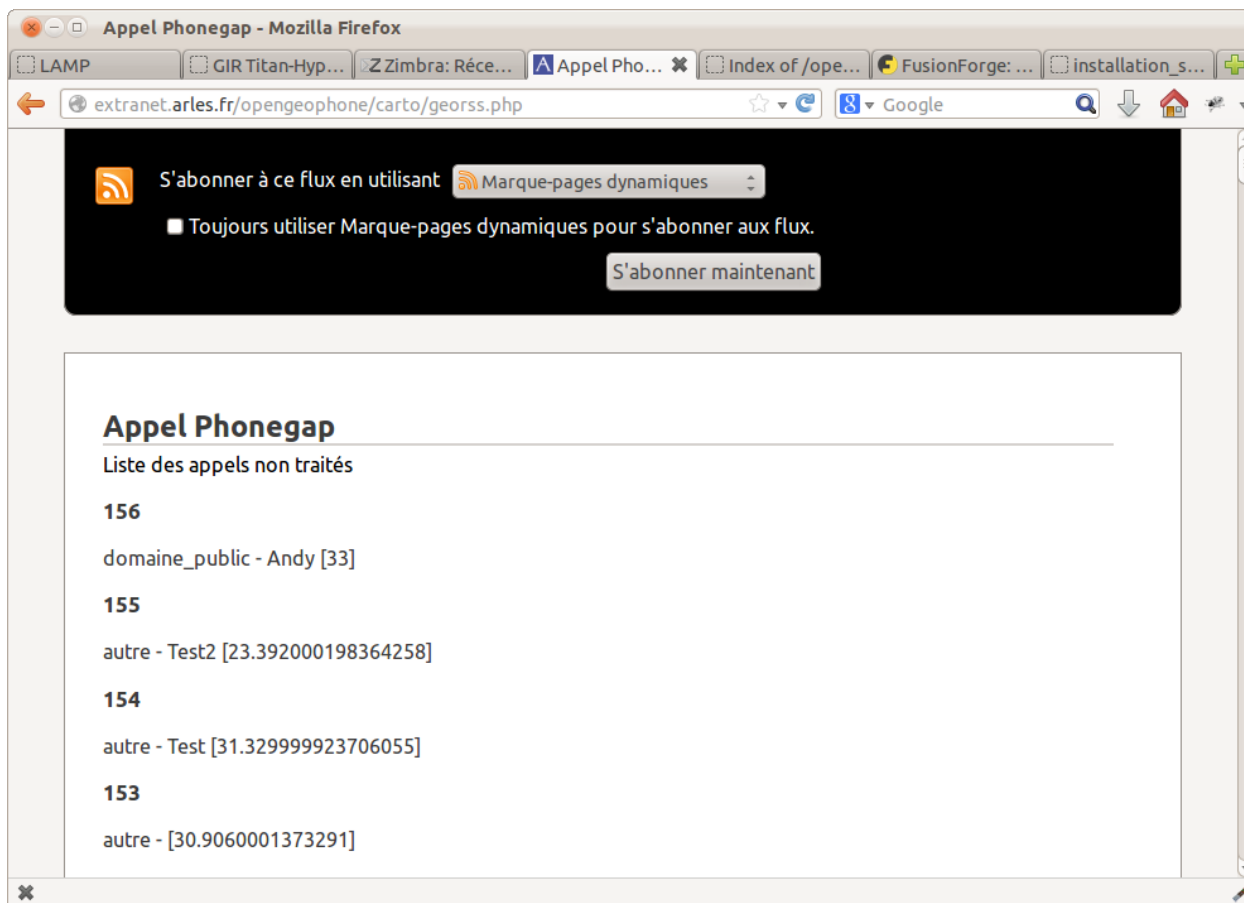 Appel Phonegap - Mozilla Firefox
LAMP
GIR Titan-Hyp...
Zimbra: Réce...
Appel Pho...
Index of /ope...
FusionForge: ...
installation_s...
extranet.arles.fr/opengeophone/carto/georss.php
Google
S'abonner à ce flux en utilisant Marque-pages dynamiques
Toujours utiliser Marque-pages dynamiques pour s'abonner aux flux.
S'abonner maintenant
Appel Phonegap
Liste des appels non traités
156
domaine_public - Andy [33]
155
autre - Test2 [23.392000198364258]
154
autre - Test [31.329999923706055]
153
autre - [30.9060001373291]